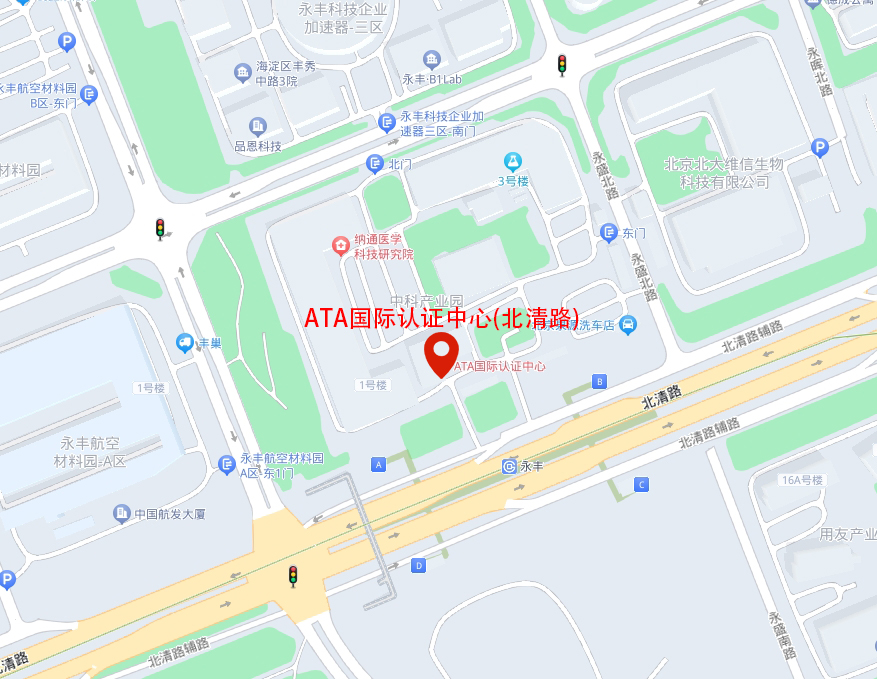 永丰科技企业
加速器-三区
德成公寓
P
海淀区丰秀
中路3院
永丰·B1Lab
永晖北路
永丰航空材料园
B区-东门
永丰科技企业加
速器三区-南门
品恩科技
北门
3号楼
永盛北路
P
北京北大维信生物
科技有限公司
材料园
东门
纳通医学
科技研究院
永盛北路
中科产业园
ATA国际认证中心(北清路)
洗车店
丰巢
北清路辅路
ATA国际认证中心
1号楼
1号楼
B
北清路
北清路辅路
永丰航空
材料园-A区
永丰航空材料园
A区-东1门
A
永丰
C
16A号楼
中国航发大厦
用友产业
D
P
永盛南路
北清路辅路
北清路